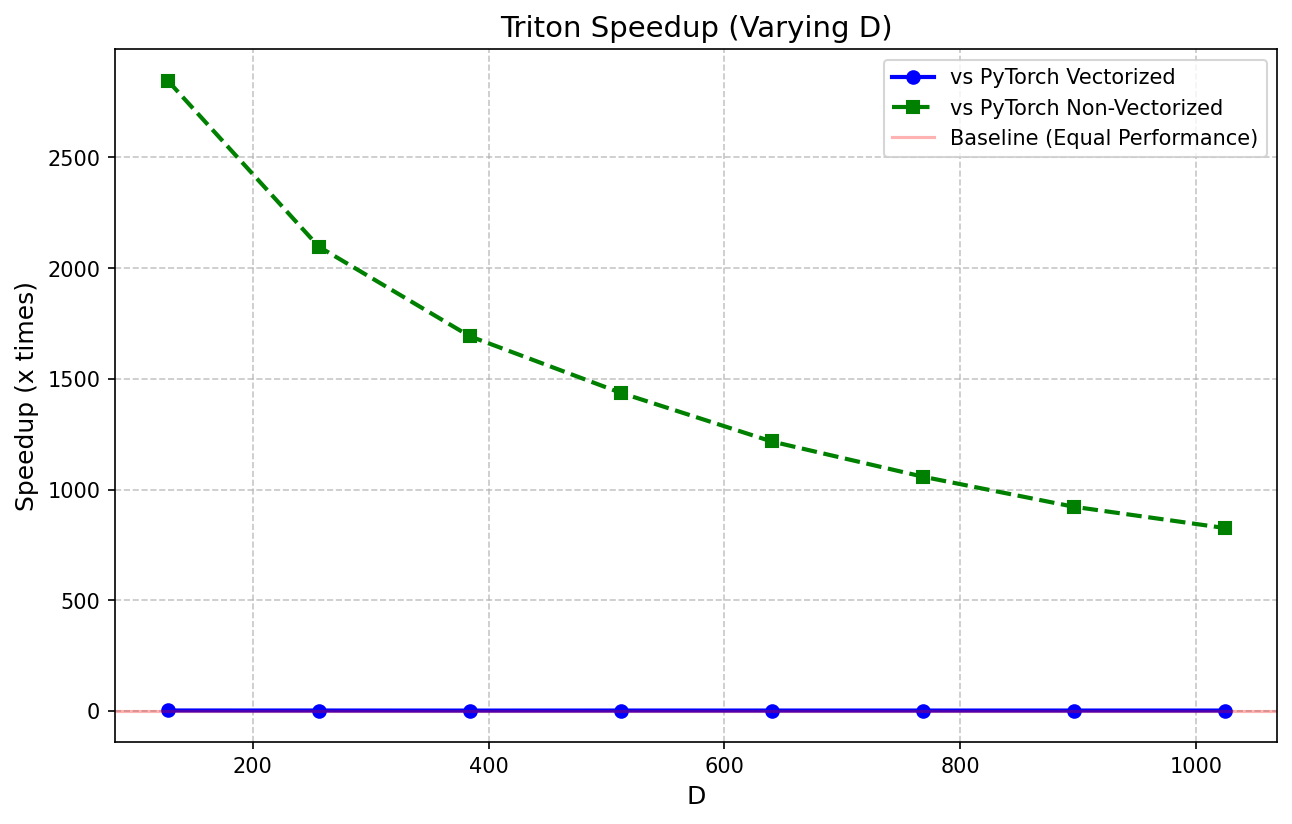 Triton Speedup (Varying D)
vs PyTorch Vectorized
vs PyTorch Non-Vectorized
Baseline (Equal Performance)
Speedup (x times)
2500
2000
1500
1000
500
0
200
400
600
800
1000
D